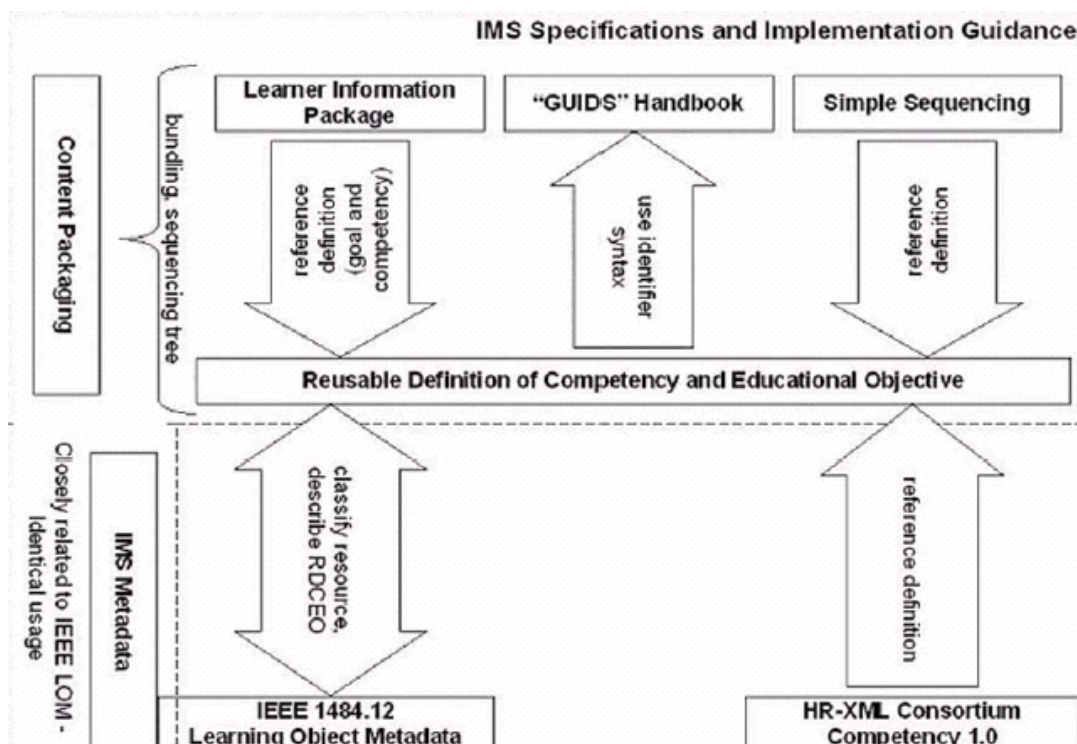 IMS Specifications and Implementation Guidance
Learner Information
Package
“GUIDS” Handbook
Simple Sequencing
Content Packaging
bundling, sequencing tree
(competency
goal and)
definition
reference
use identifier
syntax
definition
reference
Reusable Definition of Competency and Educational Objective
Closely related to IEEE LOM -
Identical usage
IMS Metadata
classify resource,
describe RDCEO
reference definition
IEEE 1484.12
Learning Object Metadata
HR-XML Consortium
Competency 1.0